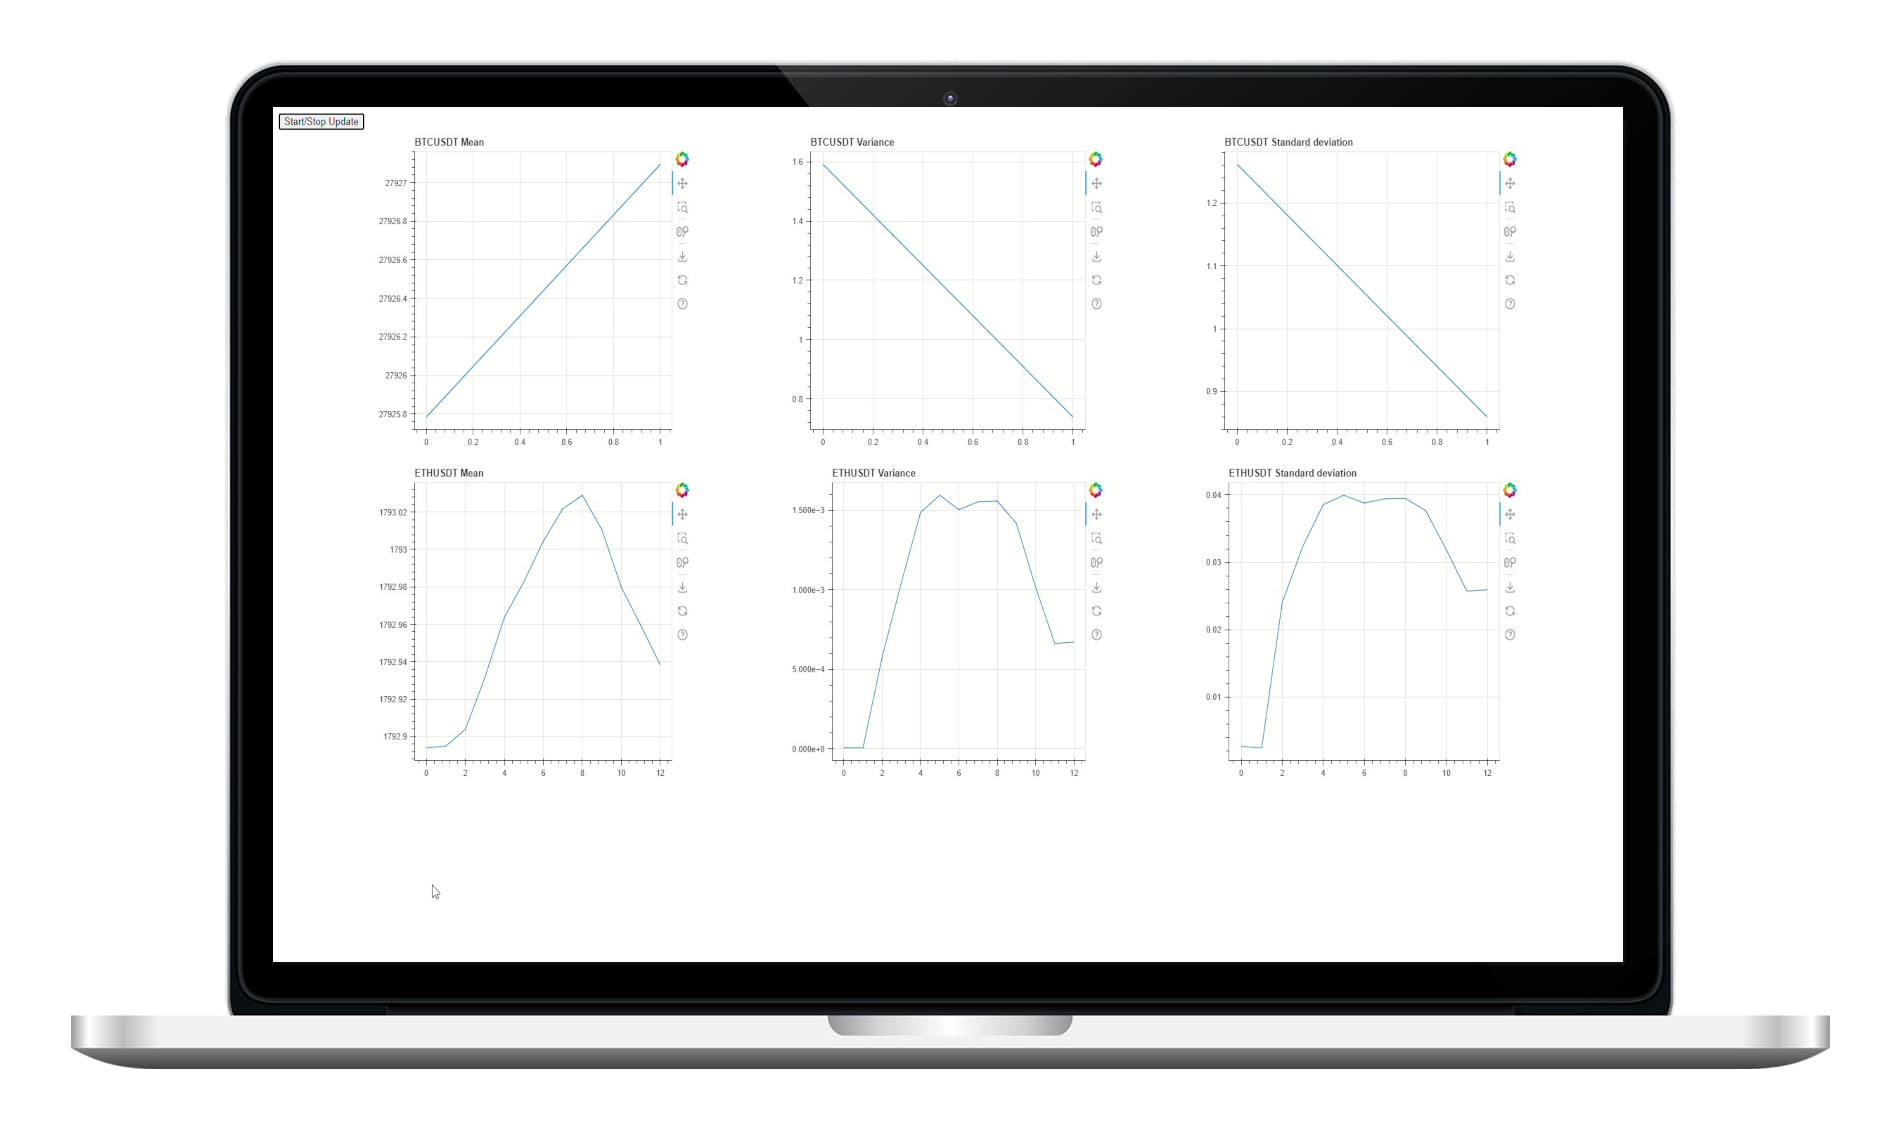 Start/Stop Update
BTCUSDT Mean
27927
27926.8
27926.6
27926.4
27926.2
27926
27925.8
0 0.2 0.4 0.6 0.8 1
BTCUSDT Variance
1.6
1.4
1.2
1
0.8
0 0.2 0.4 0.6 0.8 1
BTCUSDT Standard deviation
1.2
1.1
1
0.9
0 0.2 0.4 0.6 0.8 1
ETHUSDT Mean
1793.02
1793
1792.98
1792.96
1792.94
1792.92
1792.9
0 2 4 6 8 10 12
ETHUSDT Variance
1.500e−3
1.000e−3
5.000e−4
0.000e+0
0 2 4 6 8 10 12
ETHUSDT Standard deviation
0.04
0.03
0.02
0.01
0 2 4 6 8 10 12